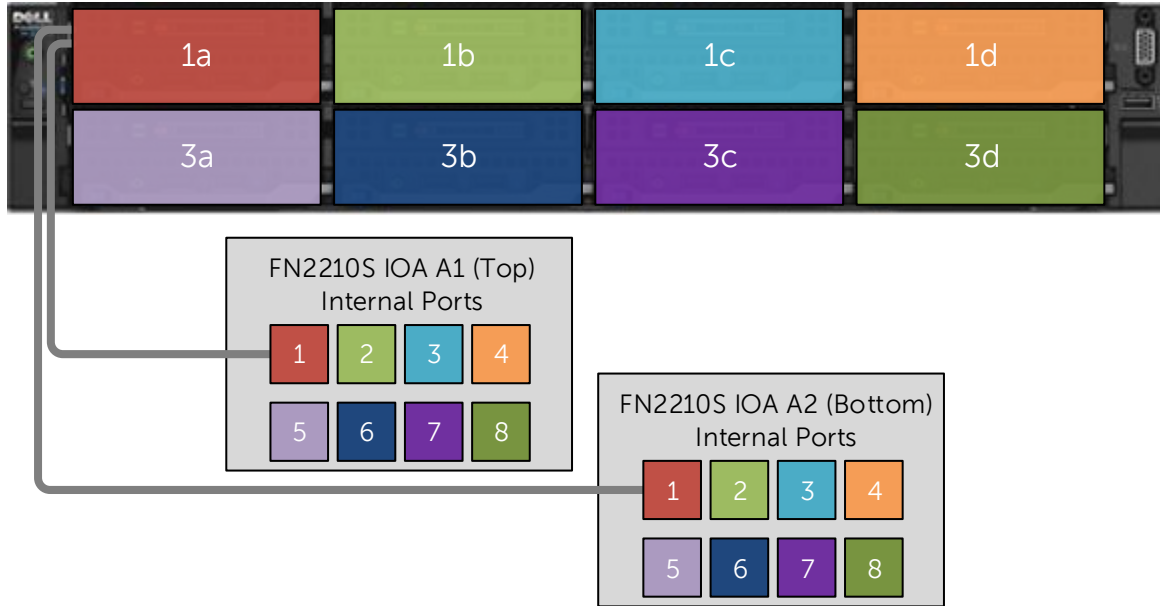 DELL
1a 1b 1c 1d
3a 3b 3c 3d
FN2210S IOA A1 (Top)
Internal Ports
1 2 3 4
5 6 7 8
FN2210S IOA A2 (Bottom)
Internal Ports
1 2 3 4
5 6 7 8